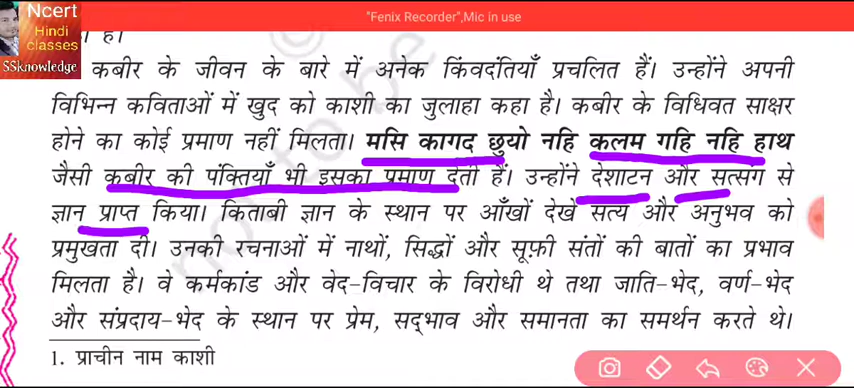 "Fenix Recorder",Mic in use
Ncert
Hindi
classes
SSknowledge
कबीर के जीवन के बारे में अनेक किंवदंतियाँ प्रचलित हैं। उन्होंने अपनी
विभिन्न कविताओं में खुद को काशी का जुलाहा कहा है। कबीर के विधिवत साक्षर
होने का कोई प्रमाण नहीं मिलता। मसि कागद छुयो नहि कलम गहि नहि हाथ
जैसी कबीर की पंक्तियाँ भी इसका प्रमाण देती हैं। उन्होंने देशाटन और सत्संग से
ज्ञान प्राप्त किया। किताबी ज्ञान के स्थान पर आँखों देखे सत्य और अनुभव को
प्रमुखता दी। उनकी रचनाओं में नाथों, सिद्धों और सूफ़ी संतों की बातों का प्रभाव
मिलता है। वे कर्मकांड और वेद-विचार के विरोधी थे तथा जाति-भेद, वर्ण-भेद
और संप्रदाय-भेद के स्थान पर प्रेम, सद्भाव और समानता का समर्थन करते थे।
1. प्राचीन नाम काशी
not to be